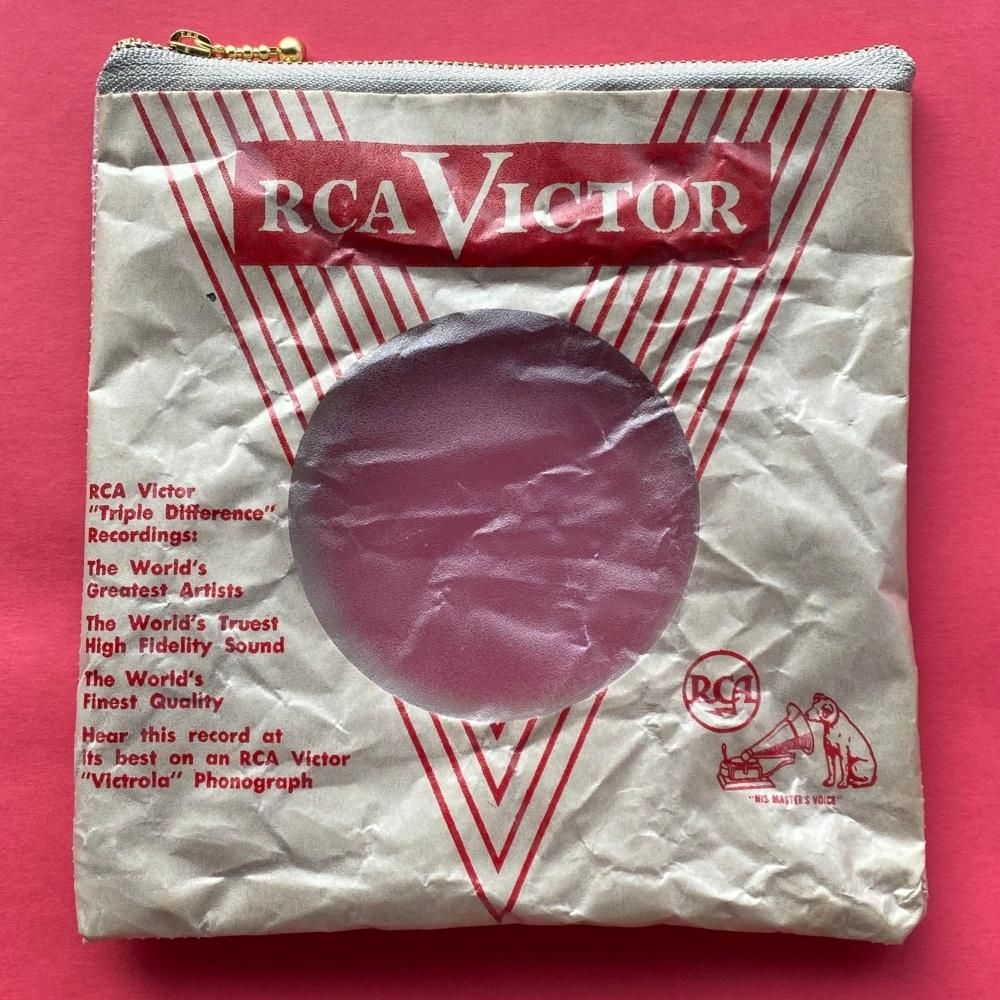 RCA VICTOR
RCA Victor
"Triple Difference"
Recordings:
The World's
Greatest Artists
The World's Truest
High Fidelity Sound
The World's
Finest Quality
Hear this record at
its best on an RCA Victor
"Victrola" Phonograph
RCA
"HIS MASTER'S VOICE"